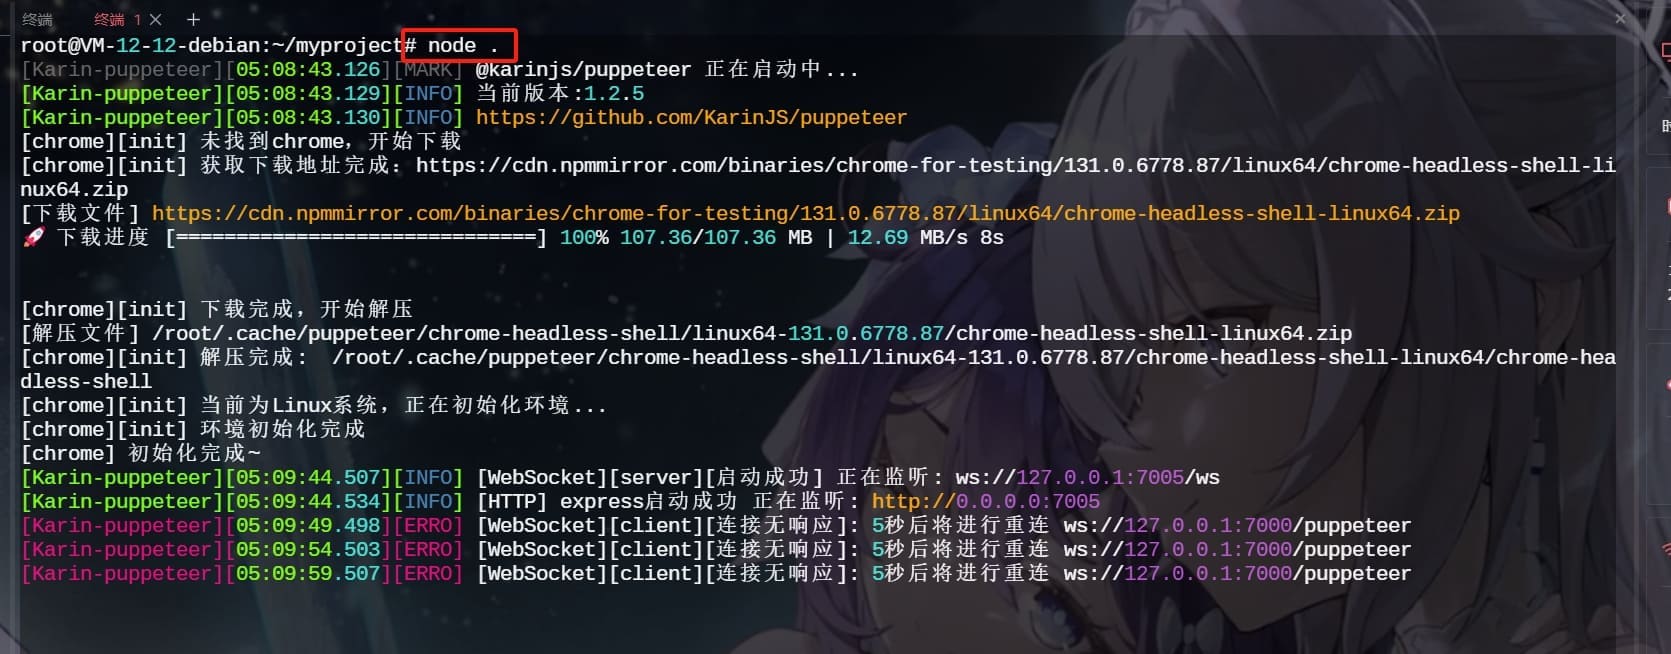 终端 终端 1 × +
root@VM-12-12-debian:~/myproject# node .
[Karin-puppeteer][05:08:43.126][MARK] @karinjs/puppeteer 正在启动中...
[Karin-puppeteer][05:08:43.129][INFO] 当前版本:1.2.5
[Karin-puppeteer][05:08:43.130][INFO] https://github.com/KarinJS/puppeteer
[chrome][init] 未找到chrome，开始下载
[chrome][init] 获取下载地址完成：https://cdn.npmmirror.com/binaries/chrome-for-testing/131.0.6778.87/linux64/chrome-headless-shell-li
nux64.zip
[下载文件] https://cdn.npmmirror.com/binaries/chrome-for-testing/131.0.6778.87/linux64/chrome-headless-shell-linux64.zip
🚀 下载进度 [==============================] 100% 107.36/107.36 MB | 12.69 MB/s 8s
[chrome][init] 下载完成，开始解压
[解压文件] /root/.cache/puppeteer/chrome-headless-shell/linux64-131.0.6778.87/chrome-headless-shell-linux64.zip
[chrome][init] 解压完成： /root/.cache/puppeteer/chrome-headless-shell/linux64-131.0.6778.87/chrome-headless-shell-linux64/chrome-hea
dless-shell
[chrome][init] 当前为Linux系统，正在初始化环境...
[chrome][init] 环境初始化完成
[chrome] 初始化完成~
[Karin-puppeteer][05:09:44.507][INFO] [WebSocket][server][启动成功] 正在监听: ws://127.0.0.1:7005/ws
[Karin-puppeteer][05:09:44.534][INFO] [HTTP] express启动成功 正在监听: http://0.0.0.0:7005
[Karin-puppeteer][05:09:49.498][ERRO] [WebSocket][client][连接无响应]: 5秒后将进行重连 ws://127.0.0.1:7000/puppeteer
[Karin-puppeteer][05:09:54.503][ERRO] [WebSocket][client][连接无响应]: 5秒后将进行重连 ws://127.0.0.1:7000/puppeteer
[Karin-puppeteer][05:09:59.507][ERRO] [WebSocket][client][连接无响应]: 5秒后将进行重连 ws://127.0.0.1:7000/puppeteer